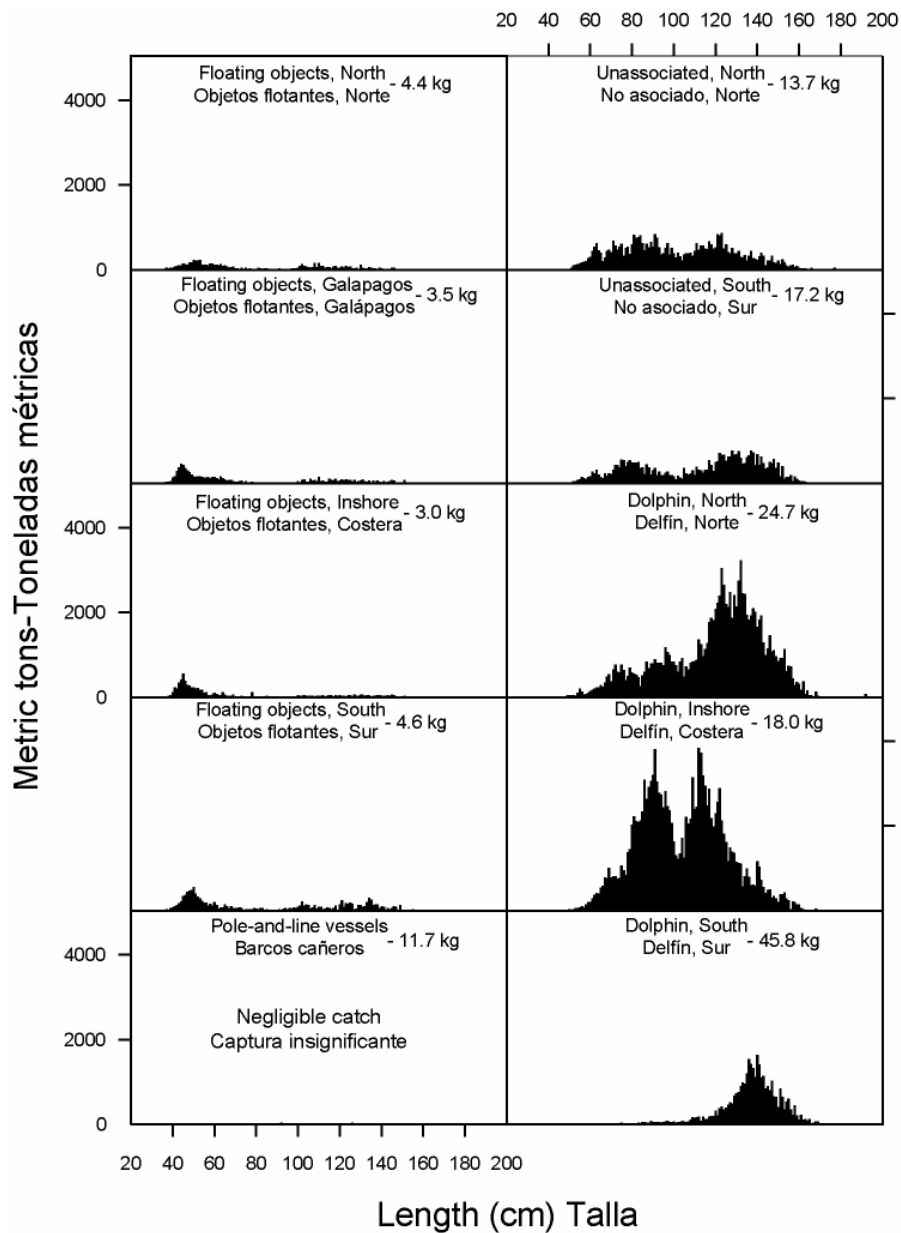 20 40 60 80 100 120 140 160 180 200
Floating objects, North
Objetos flotantes, Norte
- 4.4 kg
Unassociated, North
No asociado, Norte
- 13.7 kg
4000
2000
0
Floating objects, Galapagos
Objetos flotantes, Galápagos
- 3.5 kg
Unassociated, South
No asociado, Sur
- 17.2 kg
Metric tons-Toneladas métricas
Floating objects, Inshore
Objetos flotantes, Costera
- 3.0 kg
Dolphin, North
Delfín, Norte
- 24.7 kg
4000
2000
0
Floating objects, South
Objetos flotantes, Sur
- 4.6 kg
Dolphin, Inshore
Delfín, Costera
- 18.0 kg
Pole-and-line vessels
Barcos cañeros
- 11.7 kg
Dolphin, South
Delfín, Sur
- 45.8 kg
4000
2000
0
Negligible catch
Captura insignificante
20 40 60 80 100 120 140 160 180 200
Length (cm) Talla